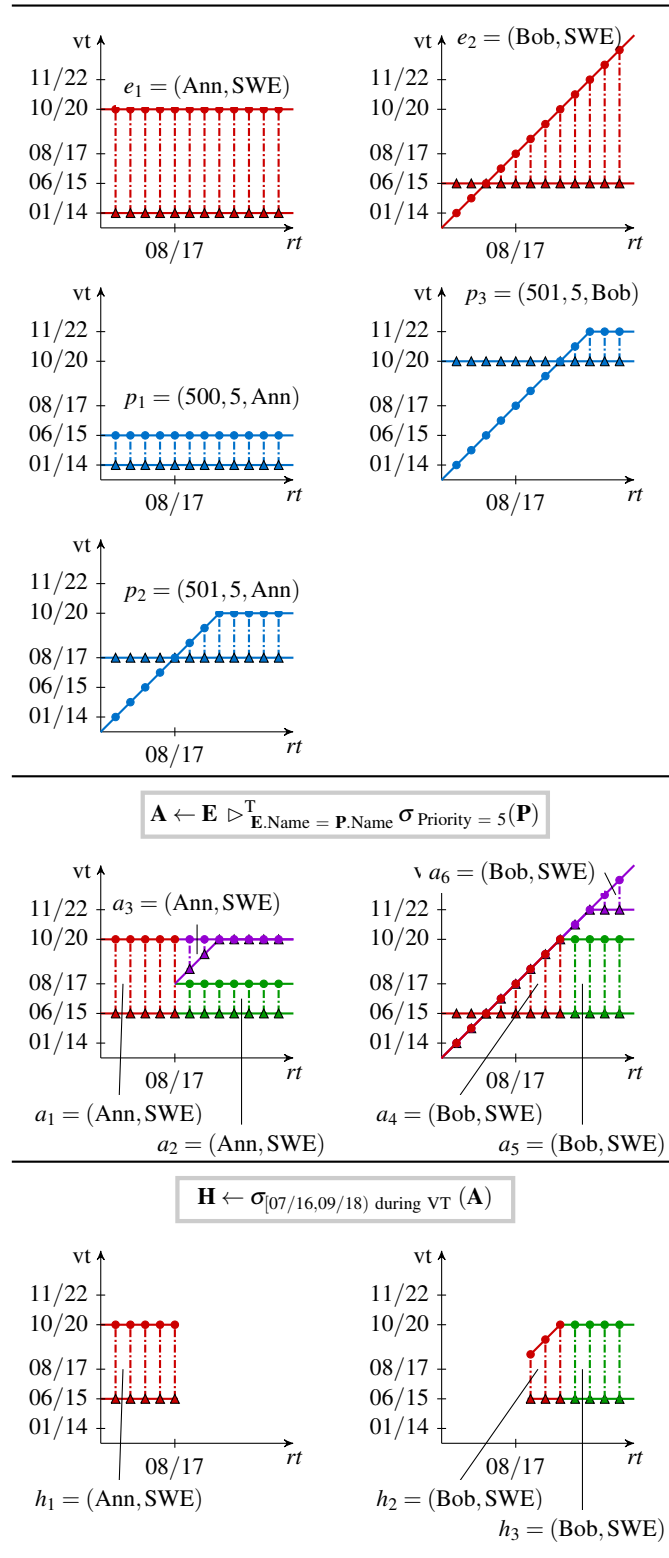 vt
e₁ = (Ann, SWE)
11/22
10/20
08/17
06/15
01/14
08/17
rt
vt
e₂ = (Bob, SWE)
11/22
10/20
08/17
06/15
01/14
08/17
rt
vt
11/22
10/20
p₁ = (500, 5, Ann)
08/17
06/15
01/14
08/17
rt
vt
p₃ = (501, 5, Bob)
11/22
10/20
08/17
06/15
01/14
08/17
rt
vt
11/22
p₂ = (501, 5, Ann)
10/20
08/17
06/15
01/14
08/17
rt
A ← E ▷ᵀ E.Name = P.Name σ Priority = 5 (P)
vt
a₃ = (Ann, SWE)
11/22
10/20
08/17
06/15
01/14
08/17
rt
a₁ = (Ann, SWE)
a₂ = (Ann, SWE)
a₆ = (Bob, SWE)
11/22
10/20
08/17
06/15
01/14
08/17
rt
a₄ = (Bob, SWE)
a₅ = (Bob, SWE)
H ← σ [07/16,09/18) during VT (A)
vt
11/22
10/20
08/17
06/15
01/14
08/17
rt
h₁ = (Ann, SWE)
vt
11/22
10/20
08/17
06/15
01/14
08/17
rt
h₂ = (Bob, SWE)
h₃ = (Bob, SWE)